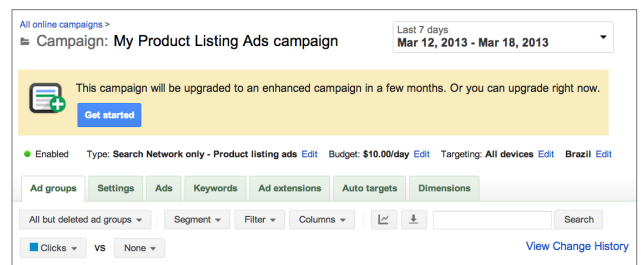 All online campaigns >
Campaign: My Product Listing Ads campaign
Last 7 days
Mar 12, 2013 - Mar 18, 2013
This campaign will be upgraded to an enhanced campaign in a few months. Or you can upgrade right now.
Get started
Enabled Type: Search Network only - Product listing ads Edit Budget: $10.00/day Edit Targeting: All devices Edit Brazil Edit
Ad groups Settings Ads Keywords Ad extensions Auto targets Dimensions
All but deleted ad groups Segment Filter Columns Search
Clicks VS None View Change History